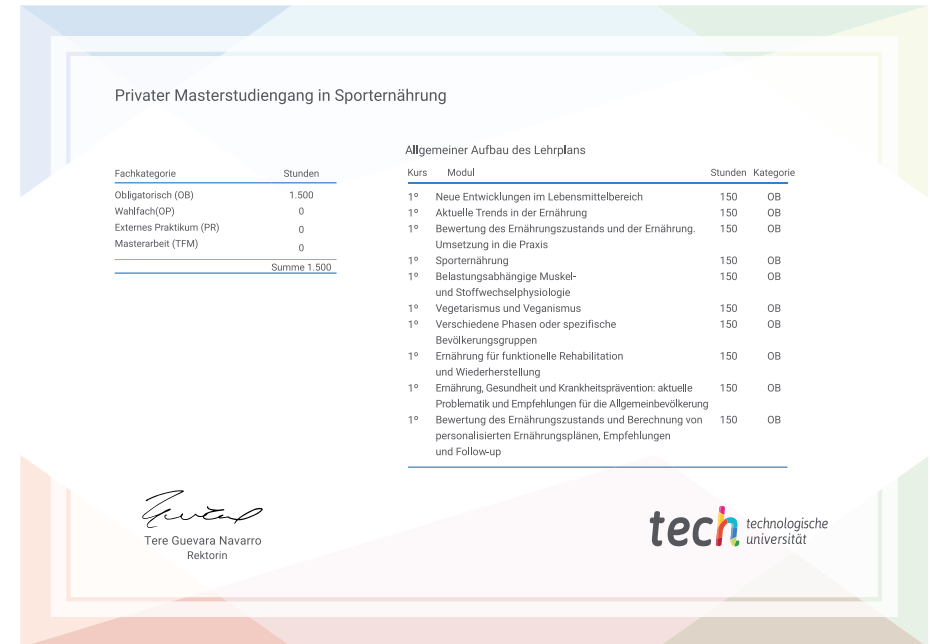 Privater Masterstudiengang in Sporternährung
Fachkategorie Stunden
Obligatorisch (OB) 1.500
Wahlfach(OP) 0
Externes Praktikum (PR) 0
Masterarbeit (TFM) 0
Summe 1.500
Allgemeiner Aufbau des Lehrplans
Kurs Modul Stunden Kategorie
1º Neue Entwicklungen im Lebensmittelbereich 150 OB
1º Aktuelle Trends in der Ernährung 150 OB
1º Bewertung des Ernährungszustands und der Ernährung. 150 OB
Umsetzung in die Praxis
1º Sporternährung 150 OB
1º Belastungsabhängige Muskel- 150 OB
und Stoffwechselphysiologie
1º Vegetarismus und Veganismus 150 OB
1º Verschiedene Phasen oder spezifische 150 OB
Bevölkerungsgruppen
1º Ernährung für funktionelle Rehabilitation 150 OB
und Wiederherstellung
1º Ernährung, Gesundheit und Krankheitsprävention: aktuelle 150 OB
Problematik und Empfehlungen für die Allgemeinbevölkerung
1º Bewertung des Ernährungszustands und Berechnung von 150 OB
personalisierten Ernährungsplänen, Empfehlungen
und Follow-up
Tere Guevara Navarro
Rektorin
tech technologische
universität